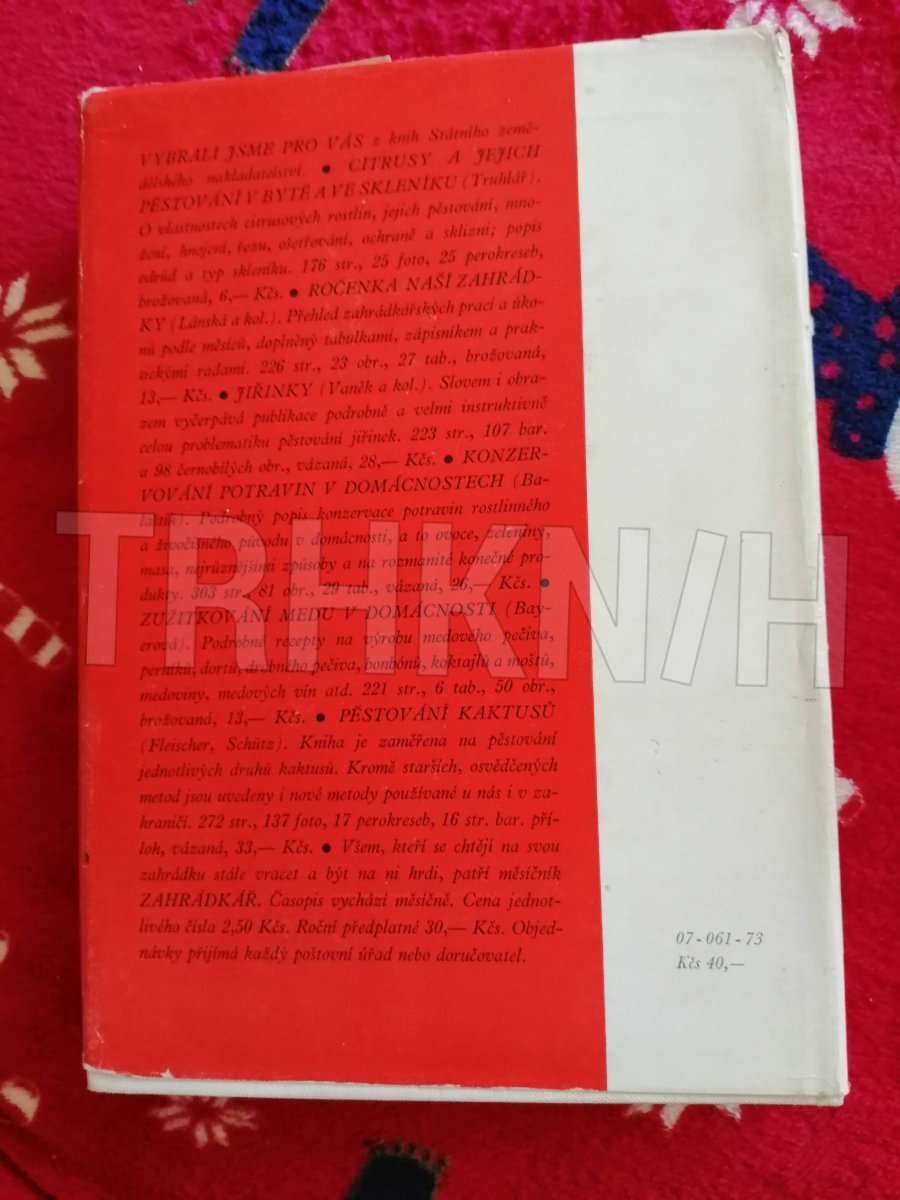 VYBRALI JSME PRO VÁS z knih Státního země-
dělského nakladatelství. ● CITRUSY A JEJICH
PĚSTOVÁNÍ V BYTĚ A VE SKLENÍKU (Truhlář).
O vlastnostech citrusových rostlin, jejich pěstování, mno-
žení, hnojení, řezu, ošetřování, ochraně a sklizni; popis
odrůd a typ skleníku. 176 str., 25 foto, 25 perokreseb,
brožovaná, 6,— Kčs. ● ROČENKA NAŠÍ ZAHRÁD-
KY (Lánská a kol.). Přehled zahrádkářských prací a úko-
nů podle měsíců, doplněný tabulkami, zápisníkem a prak-
tickými radami. 226 str., 23 obr., 27 tab., brožovaná,
13,— Kčs. ● JIŘINKY (Vaněk a kol.). Slovem i obra-
zem vyčerpává publikace podrobně a velmi instruktivně
celou problematiku pěstování jiřinek. 223 str., 107 bar.
a 98 černobílých obr., vázaná, 28,— Kčs. ● KONZER-
VOVÁNÍ POTRAVIN V DOMÁCNOSTECH (Ba-
laštík). Podrobný popis konzervace potravin rostlinného
a živočišného původu v domácnosti, a to ovoce, zeleniny,
masa, nejrůznějšími způsoby a na rozmanité konečné pro-
dukty. 303 str., 81 obr., 29 tab., vázaná, 26,— Kčs. ●
ZUŽITKOVÁNÍ MEDU V DOMÁCNOSTI (Bay-
erová). Podrobné recepty na výrobu medového pečiva,
perníků, dortů, drobného pečiva, bonbónů, koktajlů a moštů,
medoviny, medových vín atd. 221 str., 6 tab., 50 obr.,
brožovaná, 13,— Kčs. ● PĚSTOVÁNÍ KAKTUSŮ
(Fleischer, Schütz). Kniha je zaměřena na pěstování
jednotlivých druhů kaktusů. Kromě starších, osvědčených
metod jsou uvedeny i nové metody používané u nás i v za-
hraničí. 272 str., 137 foto, 17 perokreseb, 16 str. bar. pří-
loh, vázaná, 33,— Kčs. ● Všem, kteří se chtějí na svou
zahrádku stále vracet a být na ni hrdi, patří měsíčník
ZAHRÁDKÁŘ. Časopis vychází měsíčně. Cena jednot-
livého čísla 2,50 Kčs. Roční předplatné 30,— Kčs. Objed-
návky přijímá každý poštovní úřad nebo doručovatel.
07-061-73
Kčs 40,—
TRHKN/H